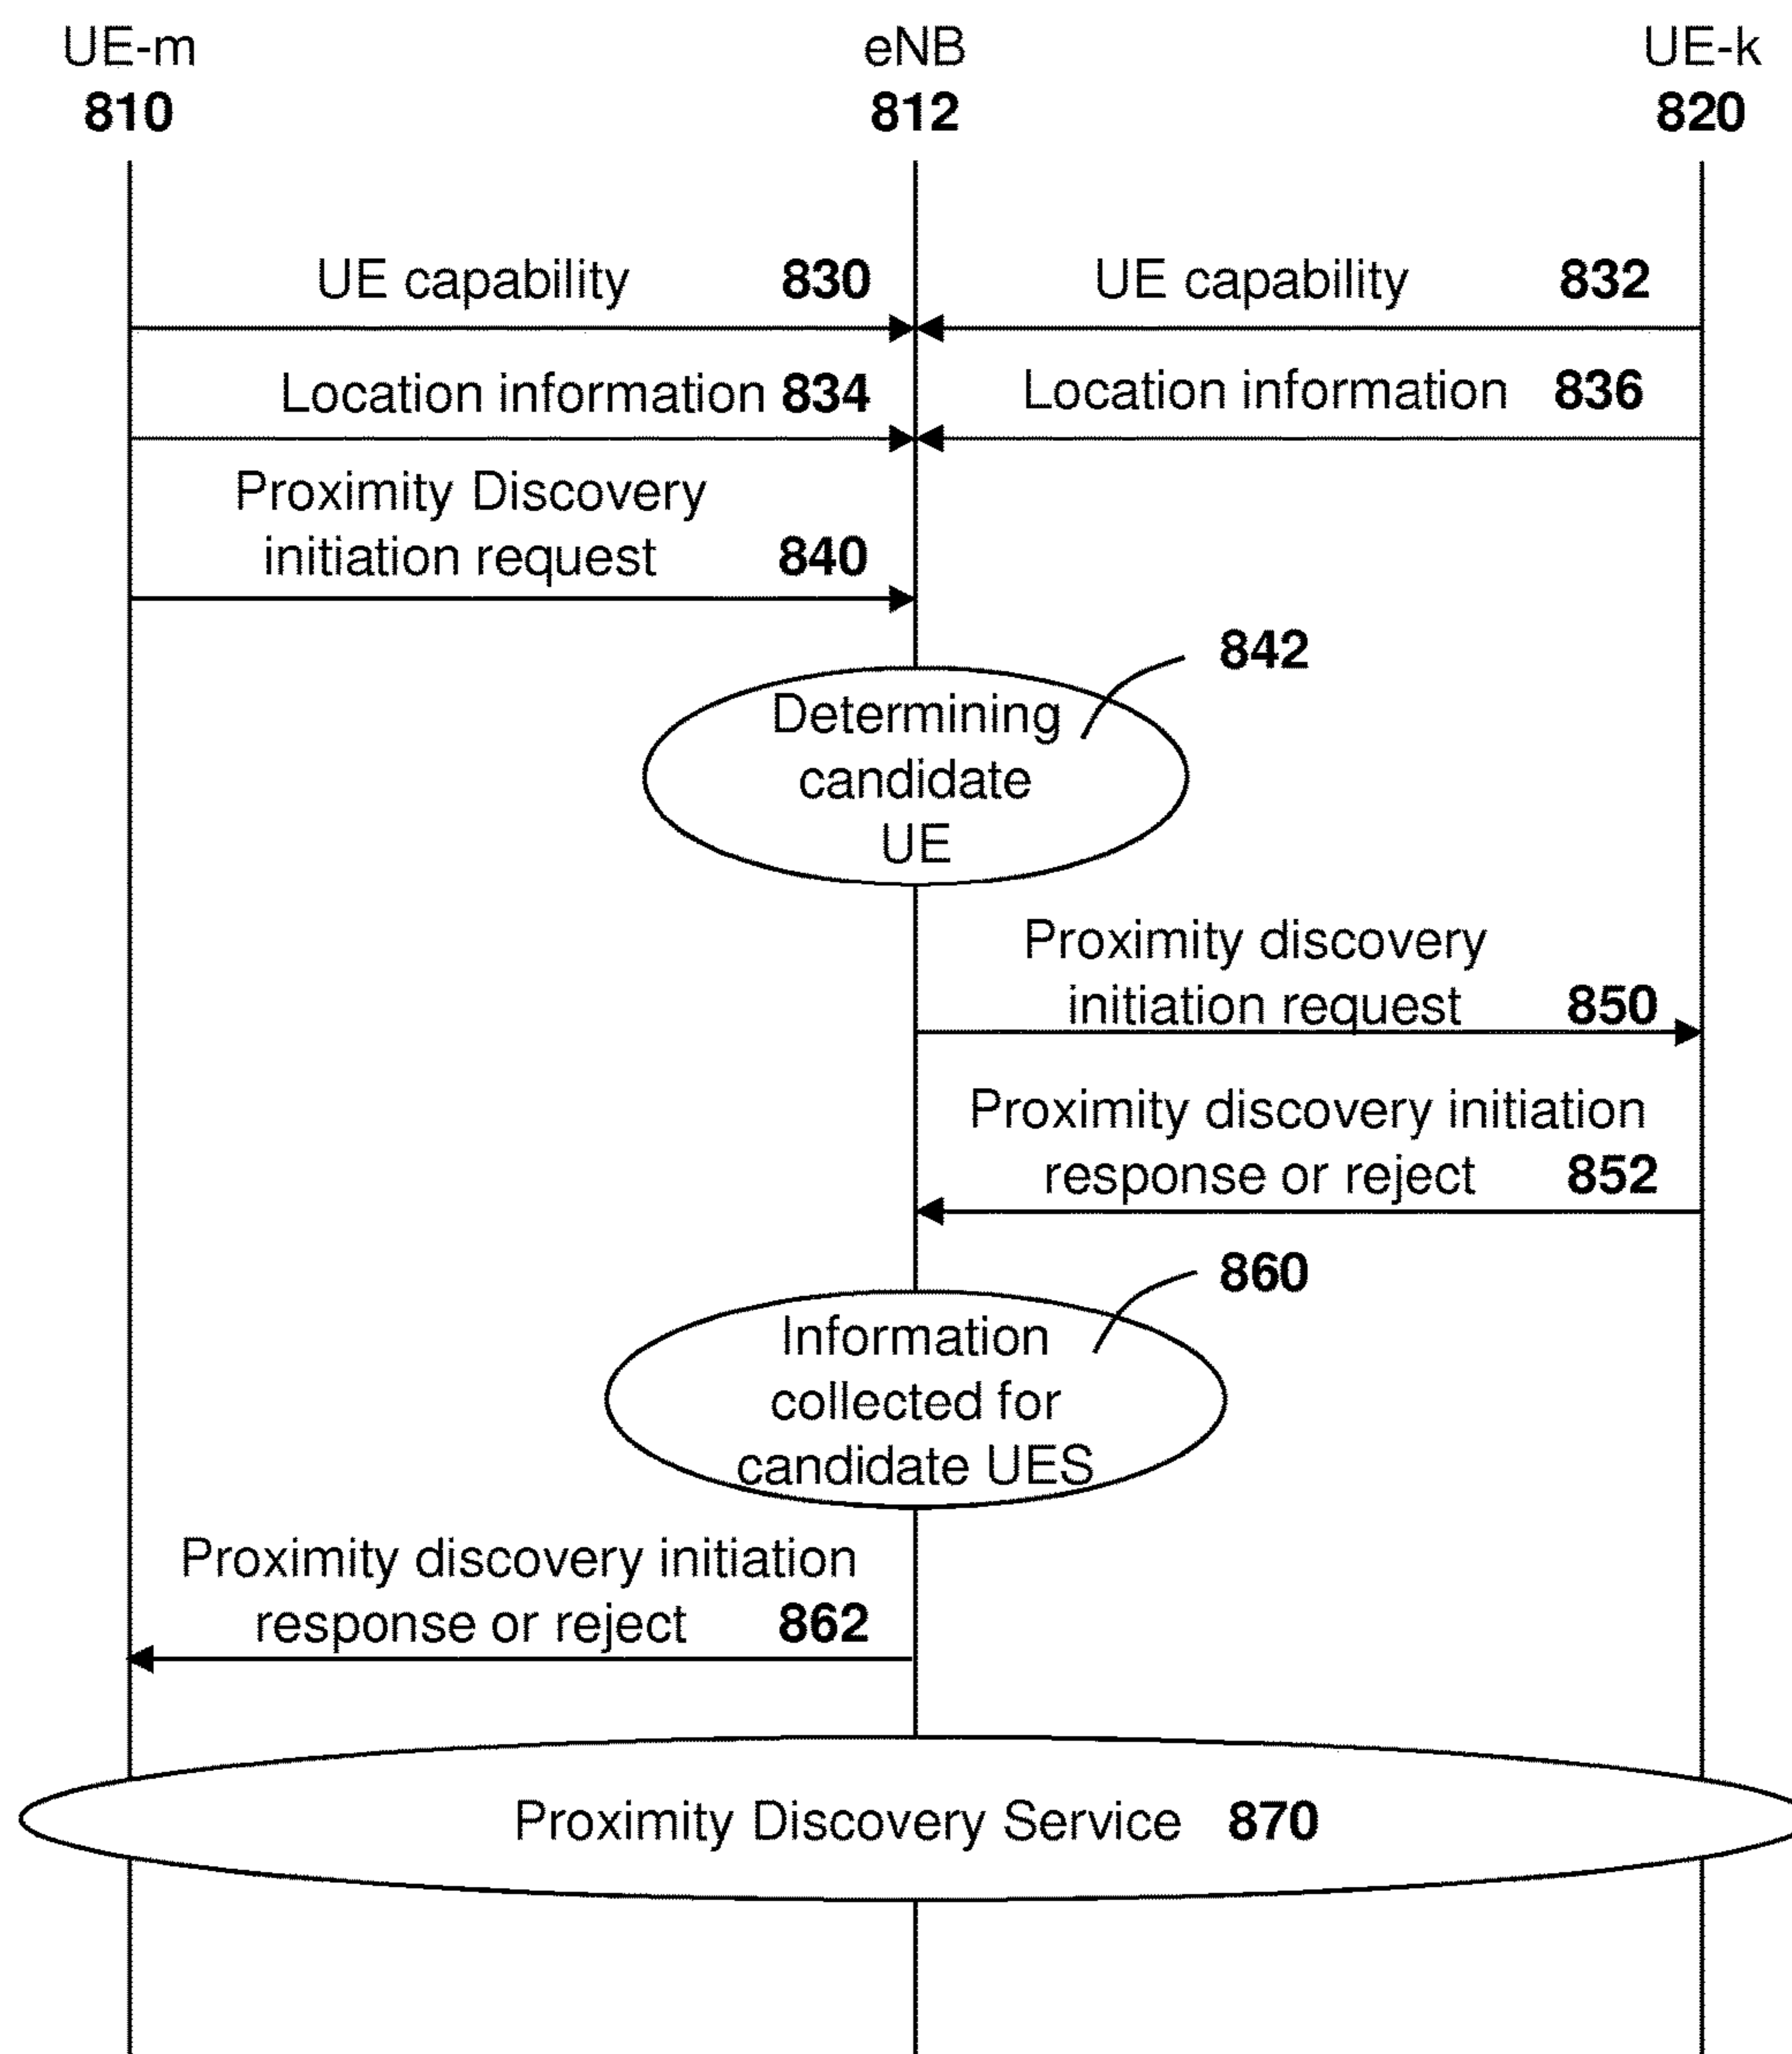 UE-m
eNB
UE-k
810
812
820
UE capability 830
UE capability 832
Location information 834
Location information 836
Proximity Discovery
initiation request 840
842
Determining
candidate
UE
Proximity discovery
initiation request 850
Proximity discovery initiation
response or reject 852
860
Information
collected for
candidate UES
Proximity discovery initiation
response or reject 862
Proximity Discovery Service 870